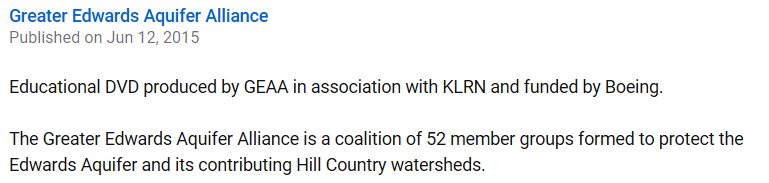 Greater Edwards Aquifer Alliance
Published on Jun 12, 2015
Educational DVD produced by GEAA in association with KLRN and funded by Boeing.
The Greater Edwards Aquifer Alliance is a coalition of 52 member groups formed to protect the
Edwards Aquifer and its contributing Hill Country watersheds.